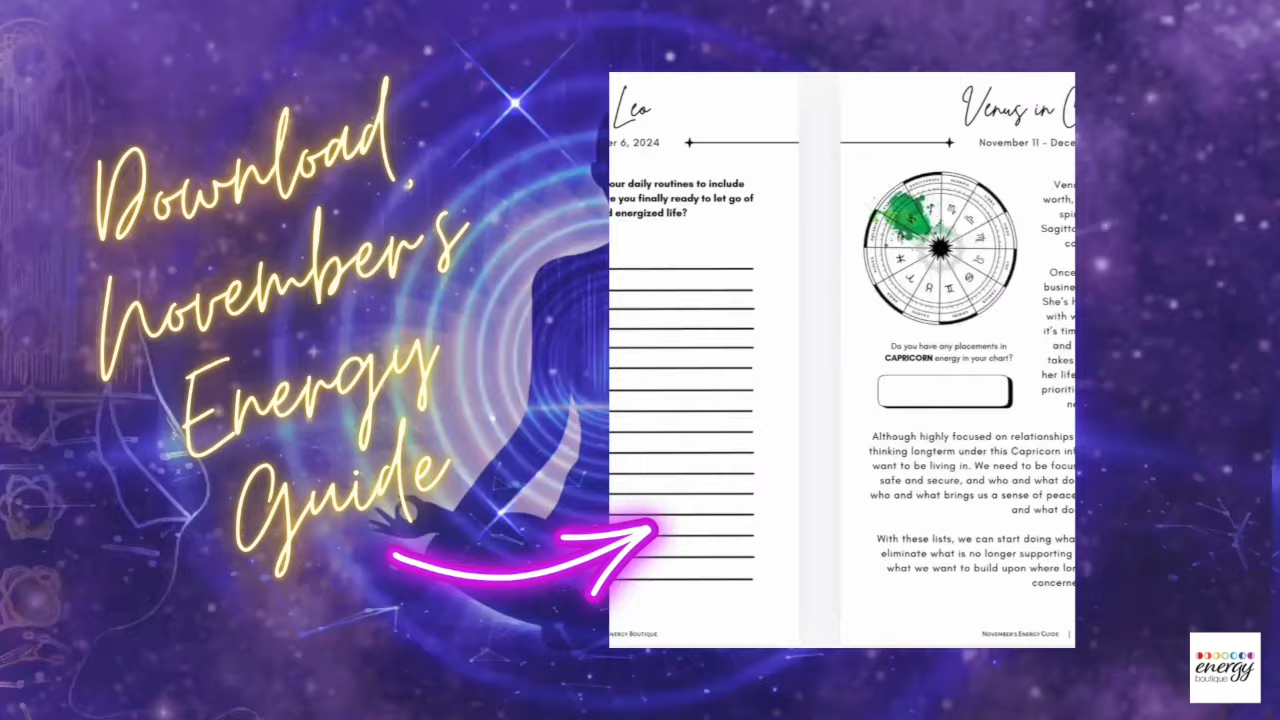 Download
November's
Energy
Guide
Leo
er 6, 2024
our daily routines to include
e you finally ready to let go of
d energized life?
NERGY BOUTIQUE
Venus in C
November 11 - Dece
Do you have any placements in
CAPRICORN energy in your chart?
Ven
worth,
spi
Sagitta
co
Once
busine
She's h
with w
it's tim
and
takes
her life
prioriti
ne
Although highly focused on relationships
thinking longterm under this Capricorn int
want to be living in. We need to be focu
safe and secure, and who and what do
who and what brings us a sense of peace
and what do
With these lists, we can start doing wha
eliminate what is no longer supporting
what we want to build upon where lon
concerne
NOVEMBER'S ENERGY GUIDE |
energy
boutique